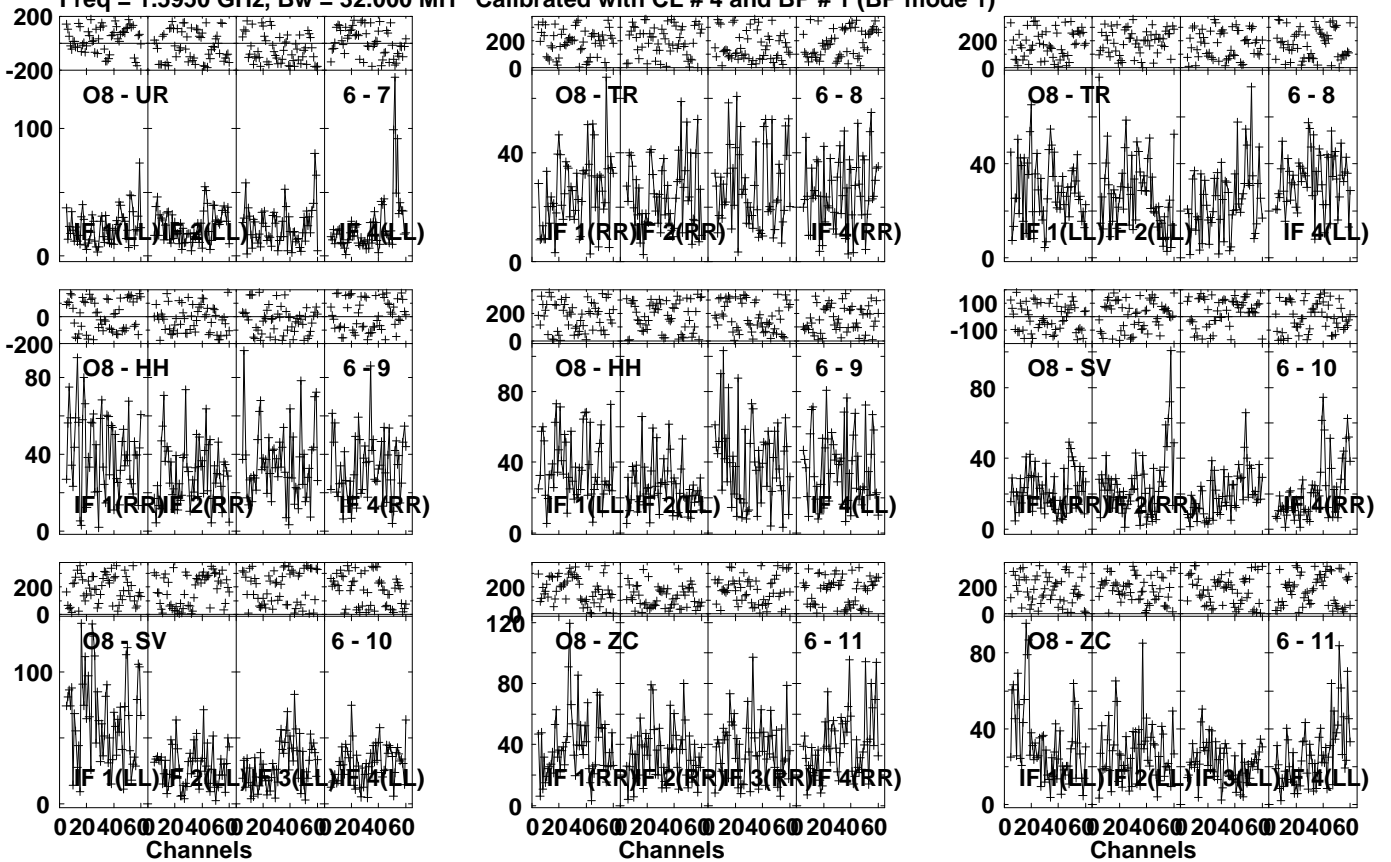 Freq = 1.5950 GHz, Bw = 32.000 MH Calibrated with CL # 4 and BP # 1 (BP mode 1)
200
0
-200
O8 - UR 6 - 7
100
0
IF 1(LL) IF 2(LL) IF 4(LL)
200
0
O8 - TR 6 - 8
40
0
IF 1(RR) IF 2(RR) IF 4(RR)
200
0
O8 - TR 6 - 8
40
0
IF 1(LL) IF 2(LL) IF 4(LL)
0
-200
O8 - HH 6 - 9
80
40
0
IF 1(RR) IF 2(RR) IF 4(RR)
200
0
O8 - HH 6 - 9
80
40
0
IF 1(LL) IF 2(LL) IF 4(LL)
100
-100
O8 - SV 6 - 10
80
40
0
IF 1(RR) IF 2(RR) IF 4(RR)
200
0
O8 - SV 6 - 10
100
0
IF 1(LL) IF 2(LL) IF 3(LL) IF 4(LL)
0 20 40 60 0 20 40 60 0 20 40 60 0 20 40 60
Channels
200
0
O8 - ZC 6 - 11
120
80
40
0
IF 1(RR) IF 2(RR) IF 3(RR) IF 4(RR)
0 20 40 60 0 20 40 60 0 20 40 60 0 20 40 60
Channels
200
0
O8 - ZC 6 - 11
80
40
0
IF 1(LL) IF 2(LL) IF 3(LL) IF 4(LL)
0 20 40 60 0 20 40 60 0 20 40 60 0 20 40 60
Channels